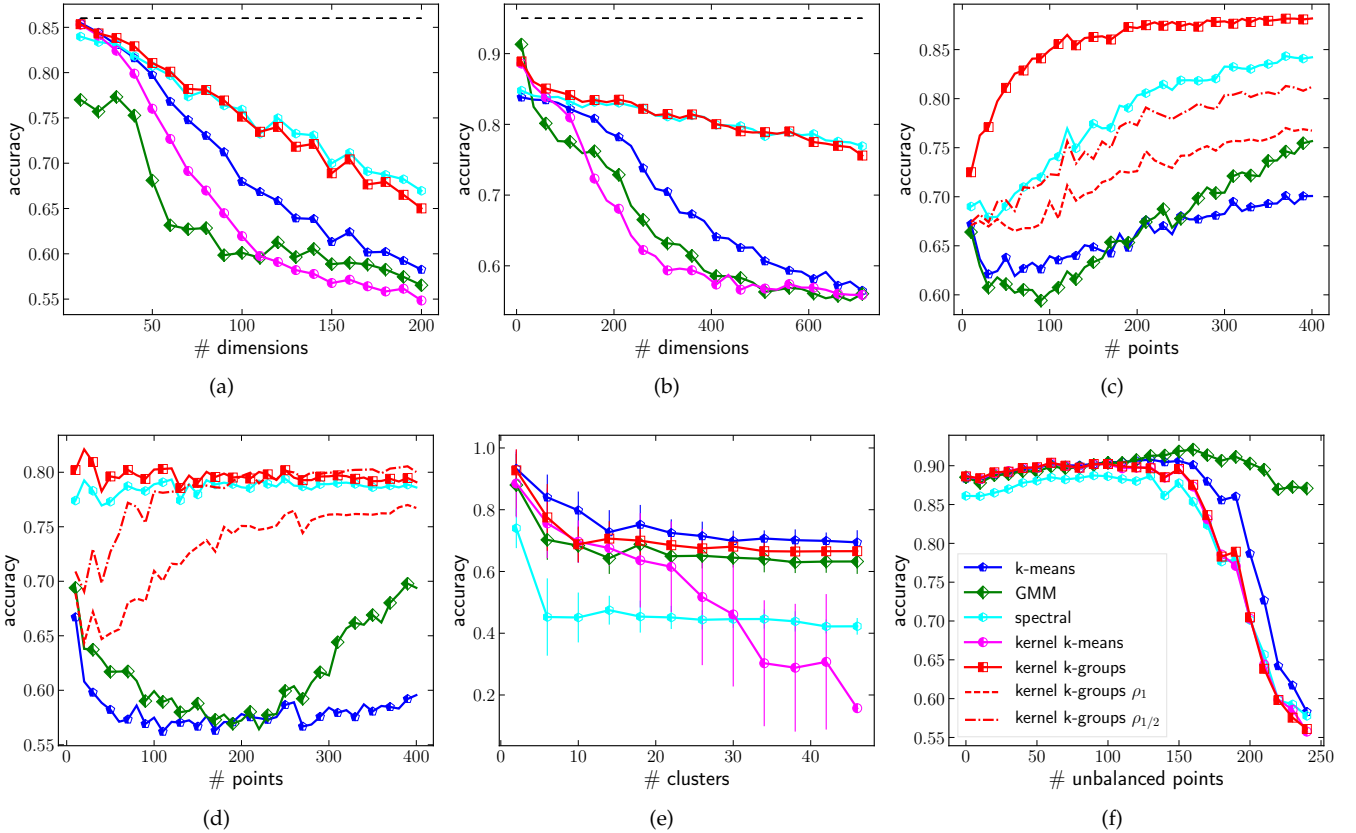 0.85
0.80
0.75
0.70
0.65
0.60
0.55
accuracy
50
100
150
200
# dimensions
(a)
0.9
0.8
0.7
0.6
accuracy
0
200
400
600
# dimensions
(b)
0.85
0.80
0.75
0.70
0.65
0.60
accuracy
0
100
200
300
400
# points
(c)
0.80
0.75
0.70
0.65
0.60
0.55
accuracy
0
100
200
300
400
# points
(d)
1.0
0.8
0.6
0.4
0.2
accuracy
0
10
20
30
40
# clusters
(e)
0.90
0.85
0.80
0.75
0.70
0.65
0.60
0.55
accuracy
k-means
GMM
spectral
kernel k-means
kernel k-groups
kernel k-groups ρ₁
kernel k-groups ρ₁/₂
0
50
100
150
200
250
# unbalanced points
(f)